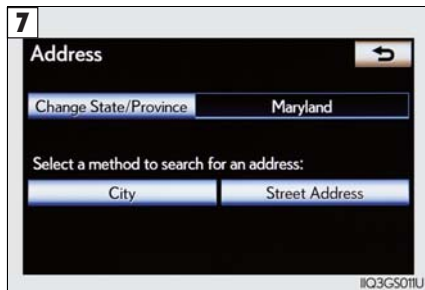 7
Address
Change State/Province Maryland
Select a method to search for an address:
City Street Address
IIQ3GS011U